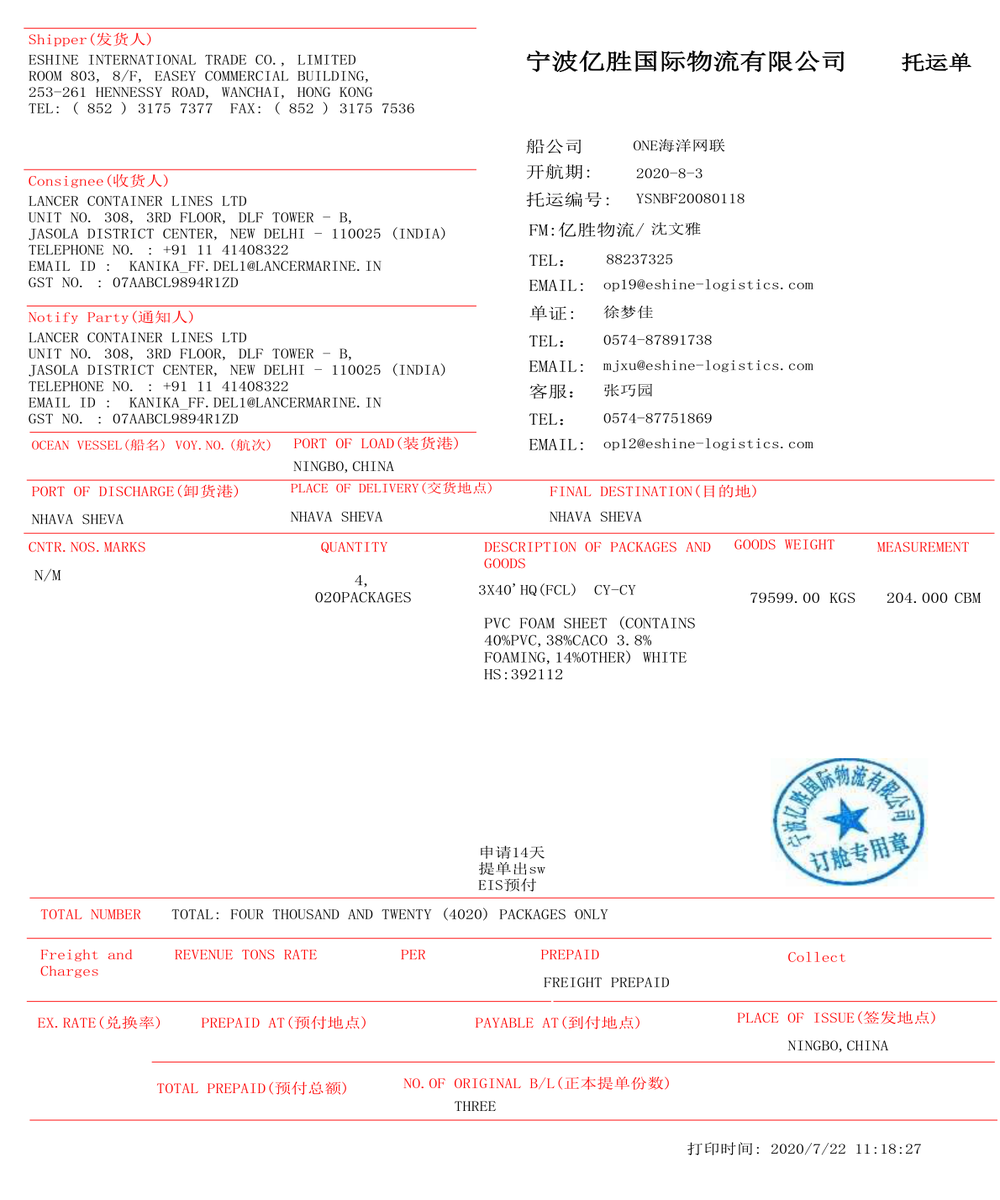 Shipper(发货人)
ESHINE INTERNATIONAL TRADE CO., LIMITED
ROOM 803, 8/F, EASEY COMMERCIAL BUILDING,
253-261 HENNESSY ROAD, WANCHAI, HONG KONG
TEL: ( 852 ) 3175 7377  FAX: ( 852 ) 3175 7536
宁波亿胜国际物流有限公司 托运单
船公司 ONE海洋网联
开航期: 2020-8-3
托运编号: YSNBF20080118
FM:亿胜物流/ 沈文雅
TEL: 88237325
EMAIL: op19@eshine-logistics.com
单证: 徐梦佳
TEL: 0574-87891738
EMAIL: mjxu@eshine-logistics.com
客服: 张巧园
TEL: 0574-87751869
EMAIL: op12@eshine-logistics.com
Consignee(收货人)
LANCER CONTAINER LINES LTD
UNIT NO. 308, 3RD FLOOR, DLF TOWER - B,
JASOLA DISTRICT CENTER, NEW DELHI - 110025 (INDIA)
TELEPHONE NO. : +91 11 41408322
EMAIL ID :  KANIKA_FF.DEL1@LANCERMARINE.IN
GST NO. : 07AABCL9894R1ZD
Notify Party(通知人)
LANCER CONTAINER LINES LTD
UNIT NO. 308, 3RD FLOOR, DLF TOWER - B,
JASOLA DISTRICT CENTER, NEW DELHI - 110025 (INDIA)
TELEPHONE NO. : +91 11 41408322
EMAIL ID :  KANIKA_FF.DEL1@LANCERMARINE.IN
GST NO. : 07AABCL9894R1ZD
OCEAN VESSEL(船名) VOY.NO.(航次) PORT OF LOAD(装货港)
NINGBO,CHINA
PORT OF DISCHARGE(卸货港) PLACE OF DELIVERY(交货地点) FINAL DESTINATION(目的地)
NHAVA SHEVA NHAVA SHEVA NHAVA SHEVA
CNTR.NOS.MARKS QUANTITY DESCRIPTION OF PACKAGES AND GOODS WEIGHT MEASUREMENT
GOODS
N/M 4, 3X40'HQ(FCL)  CY-CY
020PACKAGES 79599.00 KGS 204.000 CBM
PVC FOAM SHEET (CONTAINS
40%PVC,38%CACO 3.8%
FOAMING,14%OTHER) WHITE
HS:392112
宁波亿胜国际物流有限公司
订舱专用章
申请14天
提单出sw
EIS预付
TOTAL NUMBER TOTAL: FOUR THOUSAND AND TWENTY (4020) PACKAGES ONLY
Freight and REVENUE TONS RATE PER PREPAID Collect
Charges
FREIGHT PREPAID
EX.RATE(兑换率) PREPAID AT(预付地点) PAYABLE AT(到付地点) PLACE OF ISSUE(签发地点)
NINGBO,CHINA
TOTAL PREPAID(预付总额) NO.OF ORIGINAL B/L(正本提单份数)
THREE
打印时间: 2020/7/22 11:18:27